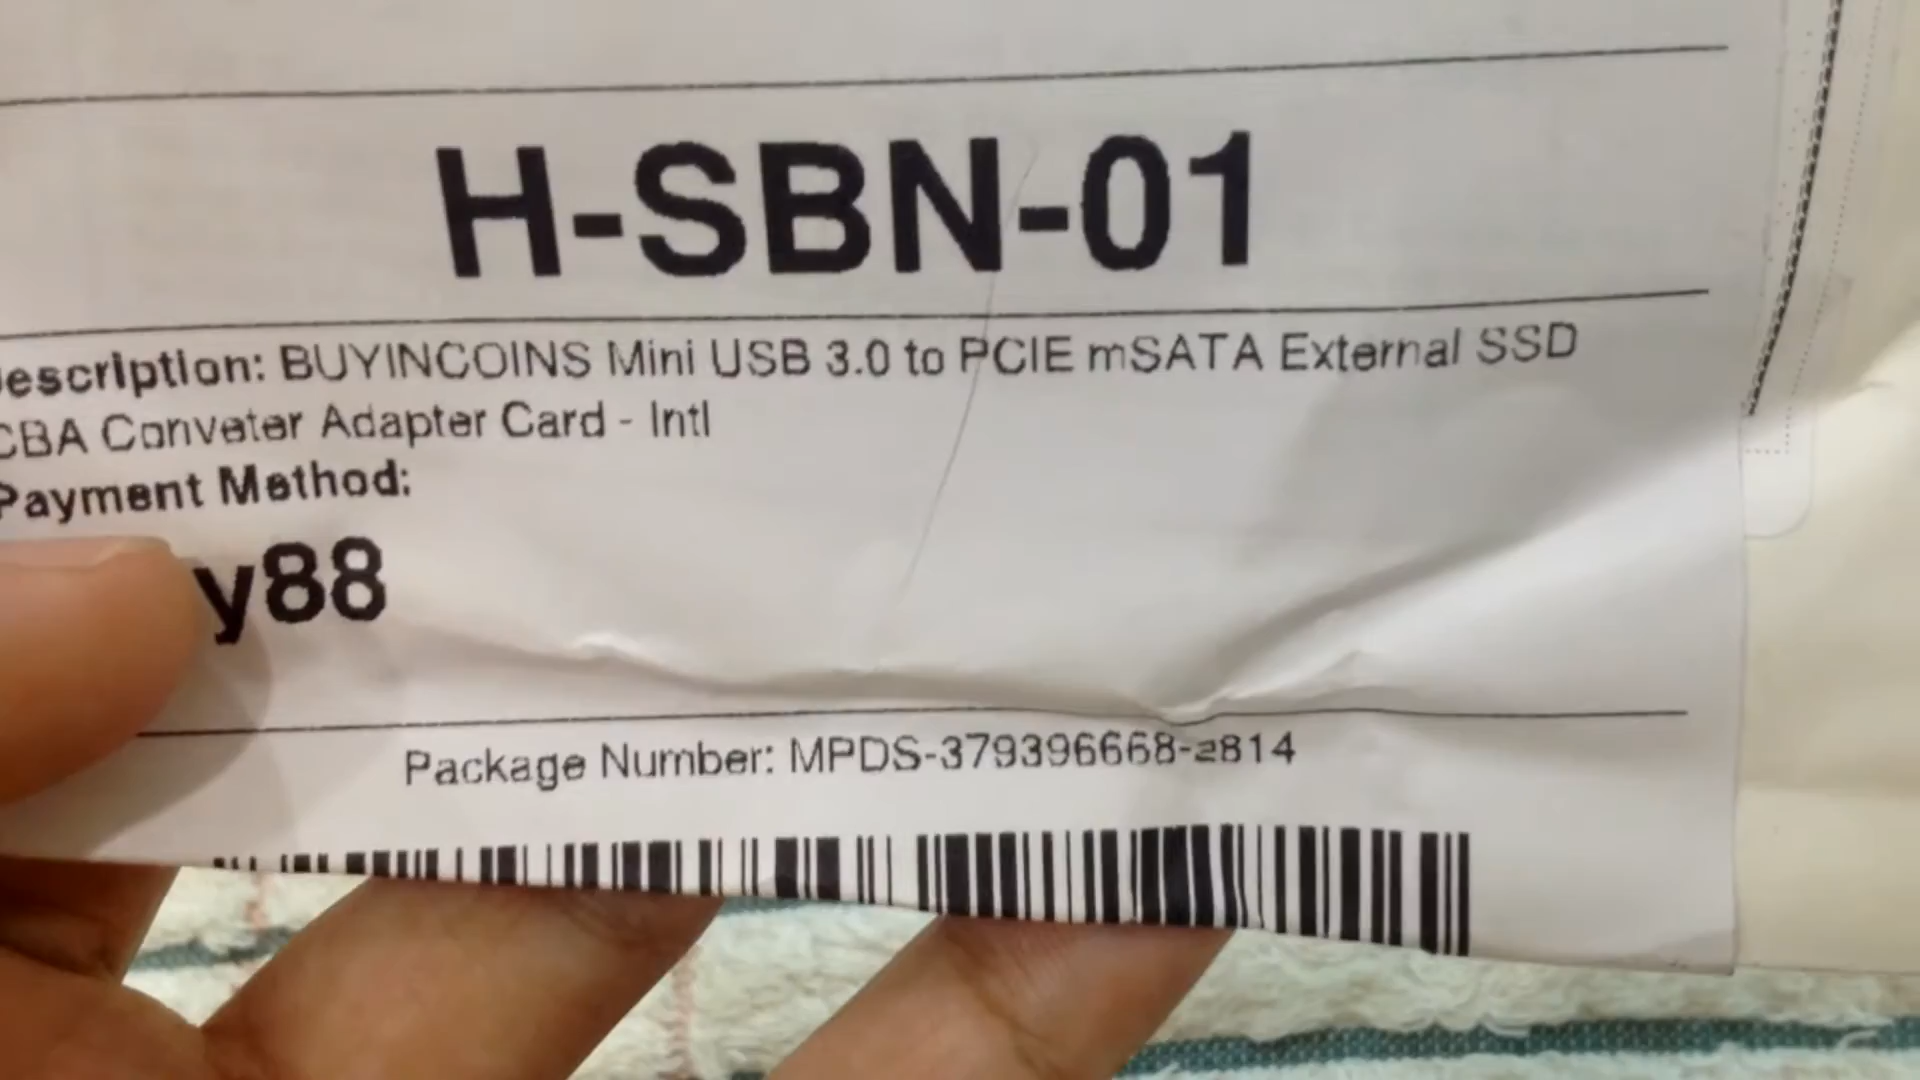 H-SBN-01
escription: BUYINCOINS Mini USB 3.0 to PCIE mSATA External SSD
CBA Conveter Adapter Card - Intl
Payment Method:
y88
Package Number: MPDS-379396668-2814